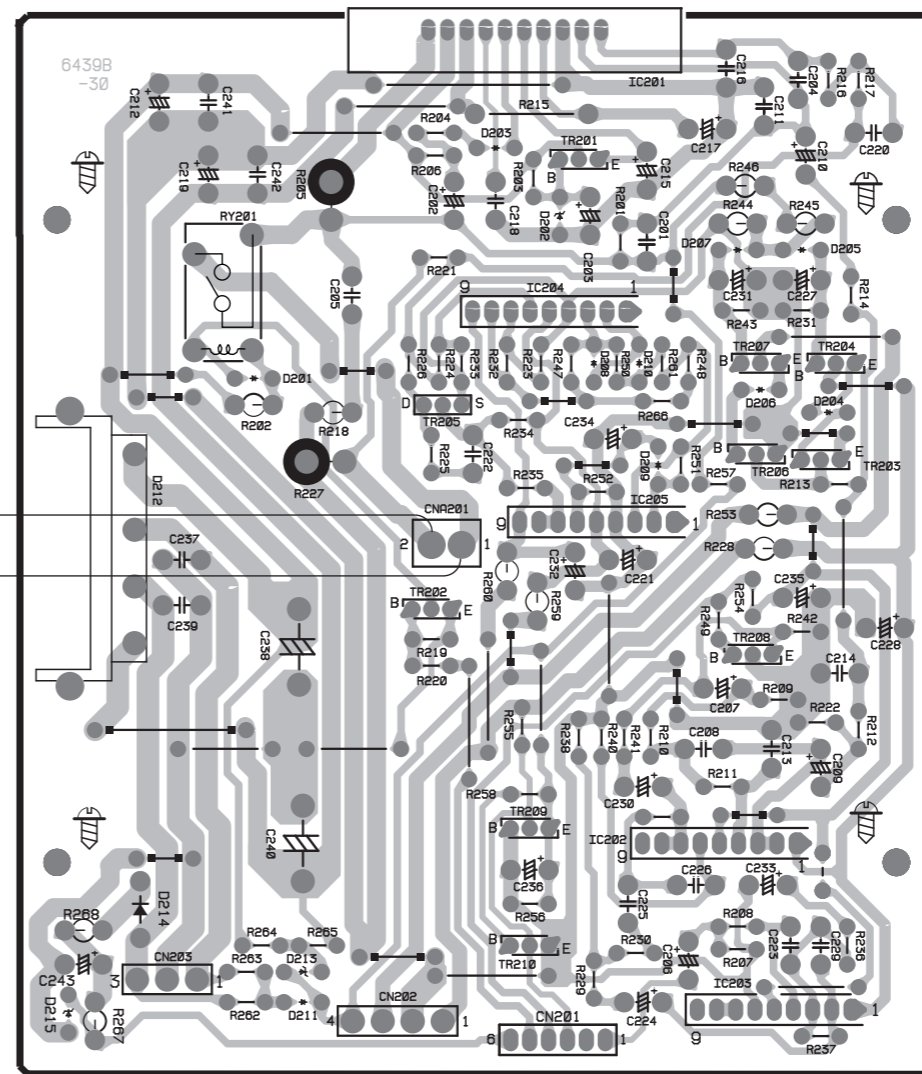 6439B
-30
IC201
C212
C241
C219
C242
R205
R204
R206
R215
D203
TR201
B
E
R203
C202
C218
D202
C203
R201
C215
C201
C217
C216
C211
C204
R216
R217
C210
C220
R246
R244
R245
D207
D205
C231
C227
R214
R243
R231
RY201
C205
R221
IC204
9
1
R226
R224
R233
R232
R223
R247
D208
R250
D210
R261
R248
TR207
B
E
TR204
B
E
D206
D204
D201
R202
R218
D
TR205
S
C234
R266
R234
R225
C222
R235
R252
D209
R251
R257
B
TR206
TR203
E
R213
R227
D212
CNA201
2
1
IC205
9
1
R253
R228
C237
C239
C238
R260
R259
C232
C221
C235
R254
R249
R242
C228
TR202
B
E
R219
R220
TR208
B
E
C207
C214
R209
R222
R212
R255
R238
R240
R241
R210
C208
C213
C209
R211
C230
R258
TR209
B
E
C240
C236
R256
IC202
9
1
C226
C233
C225
D214
R268
C243
D215
R267
CN203
3
1
R264
R265
R263
D213
R262
D211
CN202
4
1
TR210
B
E
CN201
6
1
R229
R230
C206
C224
R208
R207
C223
C229
R236
IC203
9
1
R237